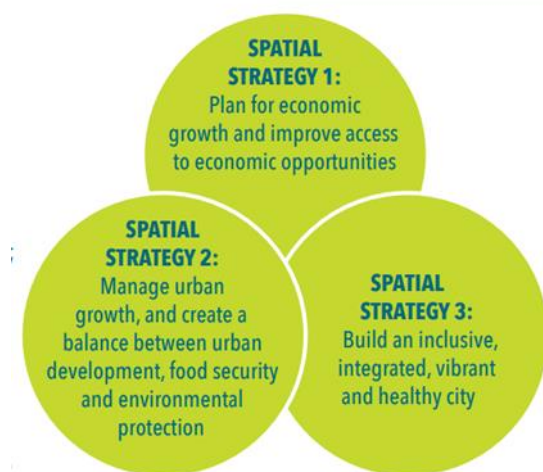 SPATIAL
STRATEGY 1:
Plan for economic
growth and improve access
to economic opportunities
SPATIAL
STRATEGY 2:
Manage urban
growth, and create a
balance between urban
development, food security
and environmental
protection
SPATIAL
STRATEGY 3:
Build an inclusive,
integrated, vibrant
and healthy city